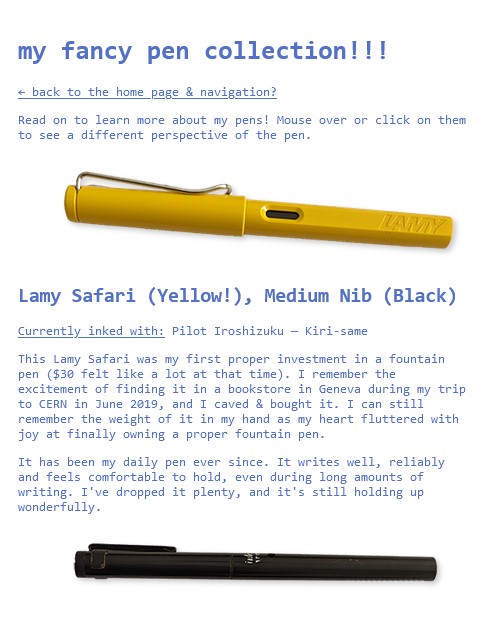 my fancy pen collection!!!
← back to the home page & navigation?
Read on to learn more about my pens! Mouse over or click on them
to see a different perspective of the pen.
LAMY
Lamy Safari (Yellow!), Medium Nib (Black)
Currently inked with: Pilot Iroshizuku – Kiri-same
This Lamy Safari was my first proper investment in a fountain
pen ($30 felt like a lot at that time). I remember the
excitement of finding it in a bookstore in Geneva during my trip
to CERN in June 2019, and I caved & bought it. I can still
remember the weight of it in my hand as my heart fluttered with
joy at finally owning a proper fountain pen.
It has been my daily pen ever since. It writes well, reliably
and feels comfortable to hold, even during long amounts of
writing. I've dropped it plenty, and it's still holding up
wonderfully.